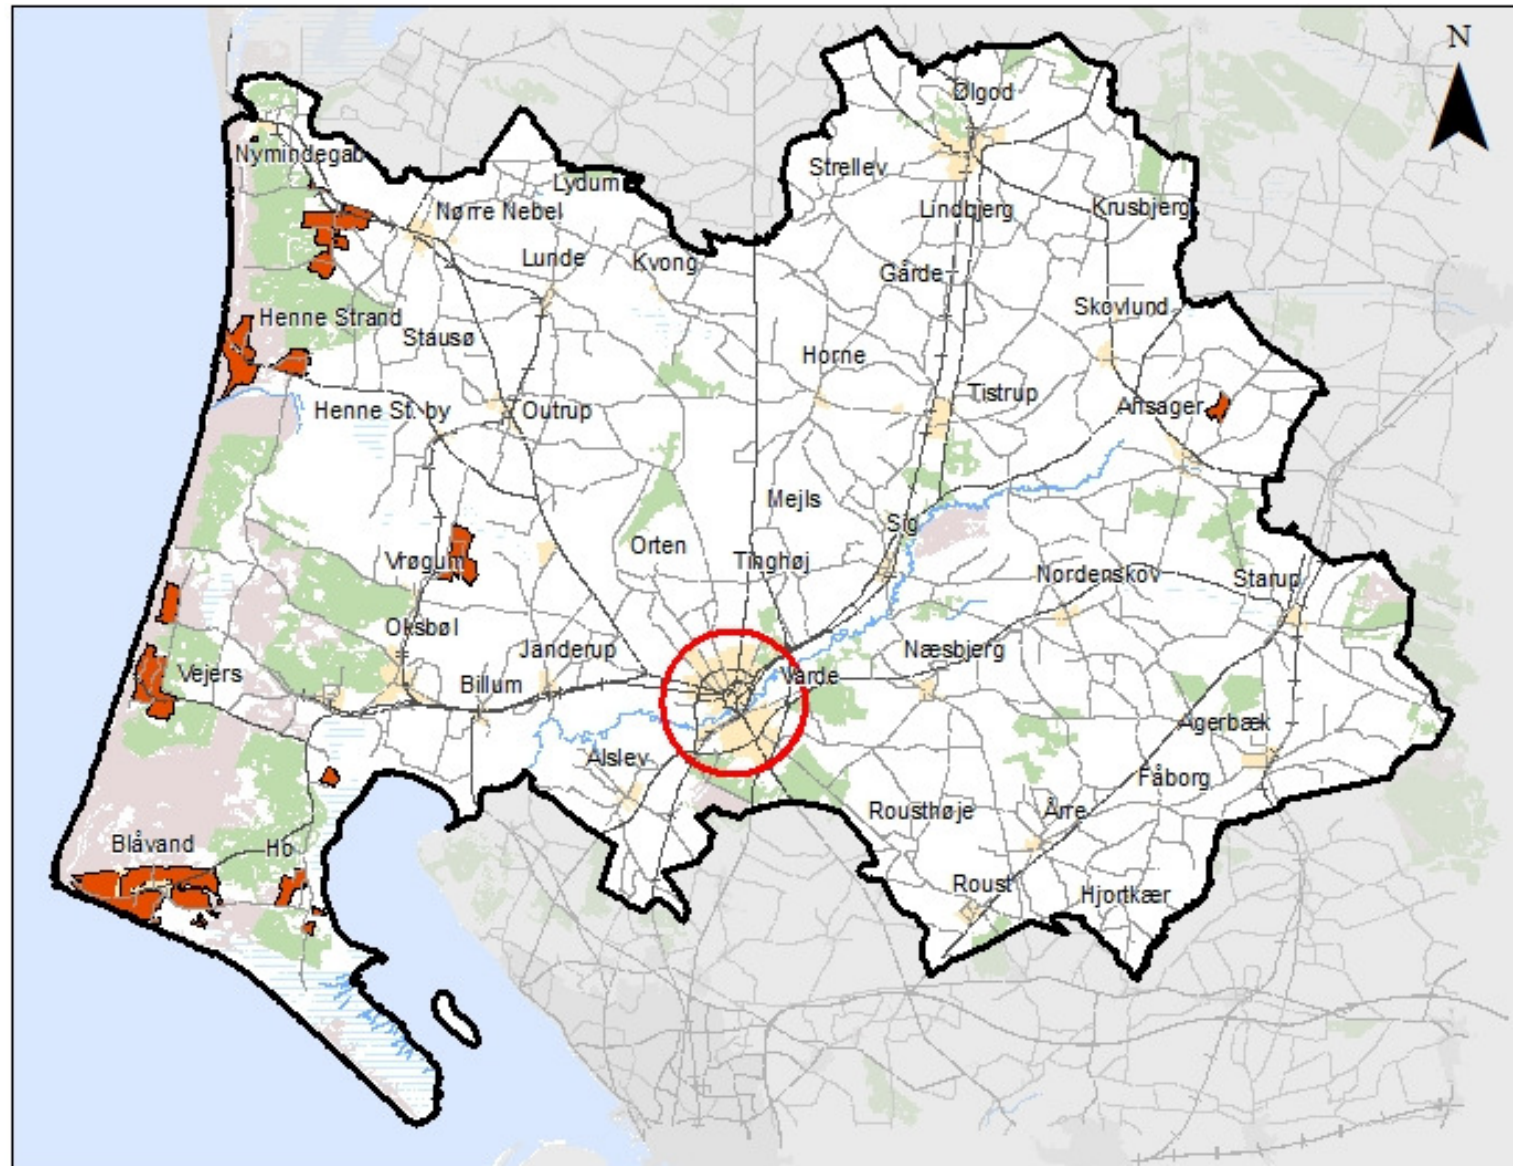 N
Ølgod
Nymindegab
Strellev
Lydum
Nørre Nebel
Lindbjerg
Krusbjerg
Lunde
Kvong
Gårde
Skovlund
Henne Strand
Stausø
Horne
Tistrup
Henne St. by
Outrup
Ansager
Mejls
Sig
Orten
Tinghøj
Vrøgum
Nordenskov
Starup
Oksbøl
Janderup
Næsbjerg
Vejers
Billum
Varde
Agerbæk
Alslev
Fåborg
Rousthøje
Årre
Blåvand
Ho
Roust
Hjortkær